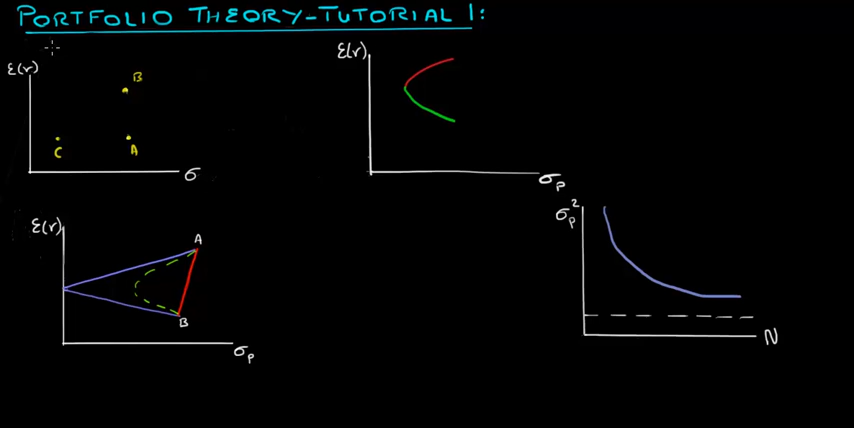 PORTFOLIO THEORY-TUTORIAL 1:
E(r)
B
A
C
σ
E(r)
σp
E(r)
A
B
σp
σp²
N